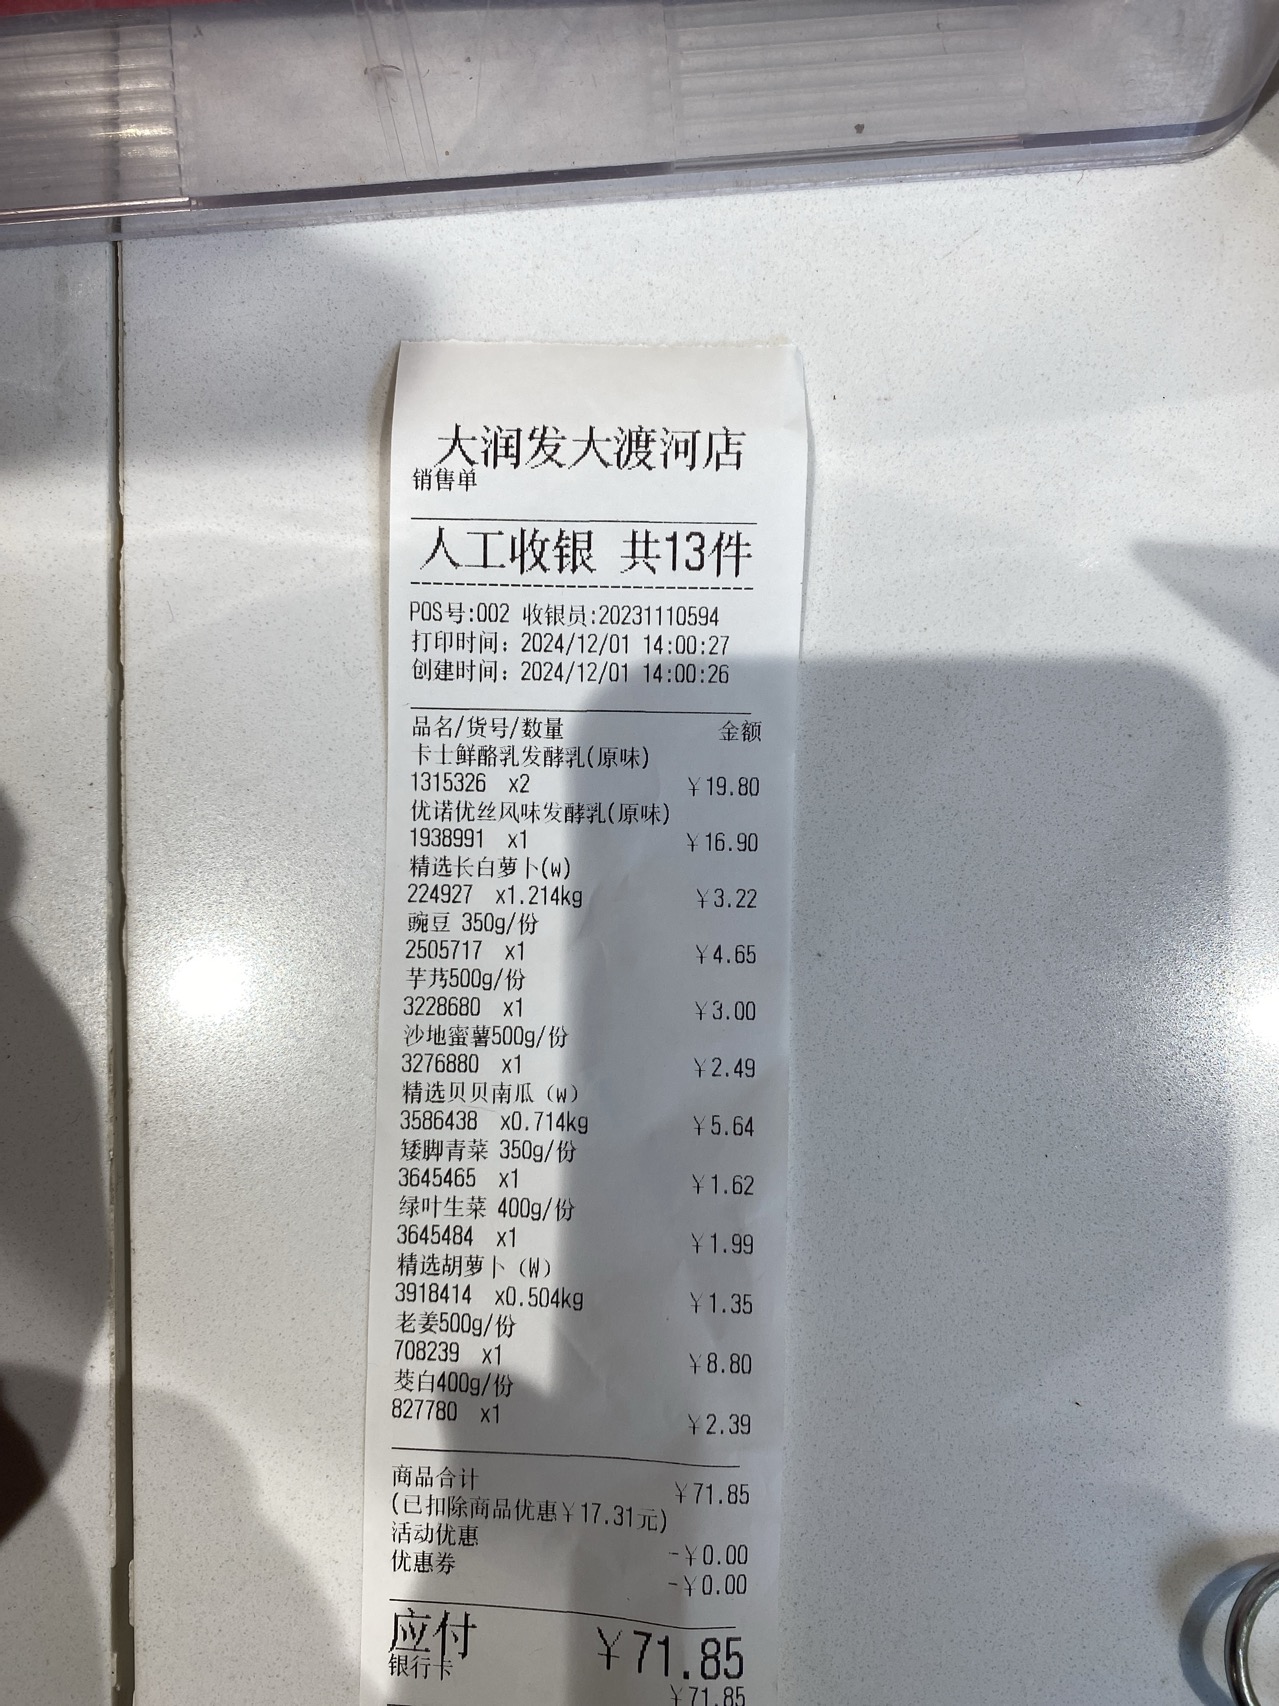 大润发大渡河店
销售单
人工收银 共13件
POS号:002 收银员:20231110594
打印时间: 2024/12/01 14:00:27
创建时间: 2024/12/01 14:00:26
品名/货号/数量 金额
卡士鲜酪乳发酵乳(原味)
1315326 x2 ￥19.80
优诺优丝风味发酵乳(原味)
1938991 x1 ￥16.90
精选长白萝卜(w)
224927 x1.214kg ￥3.22
豌豆 350g/份
2505717 x1 ￥4.65
芋艿500g/份
3228680 x1 ￥3.00
沙地蜜薯500g/份
3276880 x1 ￥2.49
精选贝贝南瓜（w）
3586438 x0.714kg ￥5.64
矮脚青菜 350g/份
3645465 x1 ￥1.62
绿叶生菜 400g/份
3645484 x1 ￥1.99
精选胡萝卜（W）
3918414 x0.504kg ￥1.35
老姜500g/份
708239 x1 ￥8.80
茭白400g/份
827780 x1 ￥2.39
商品合计 ￥71.85
(已扣除商品优惠￥17.31元)
活动优惠 -￥0.00
优惠券 -￥0.00
应付 ￥71.85
银行卡 ￥71.85